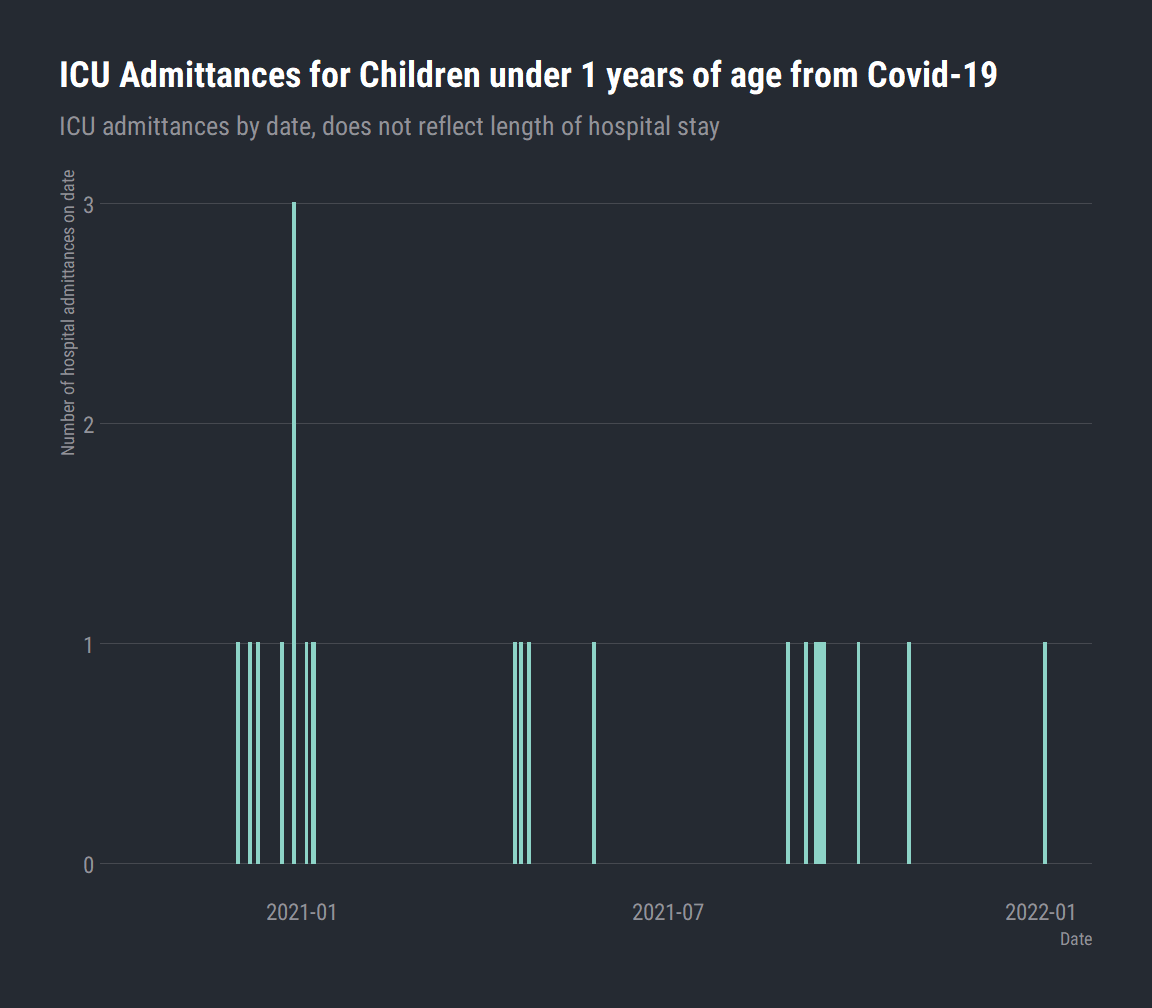 ICU Admittances for Children under 1 years of age from Covid-19
ICU admittances by date, does not reflect length of hospital stay
Number of hospital admittances on date
3
2
1
0
2021-01
2021-07
2022-01
Date